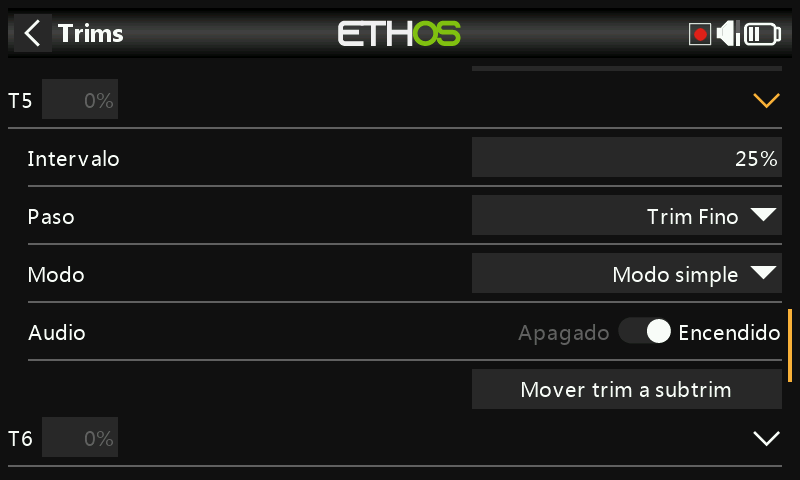 Trims
ETHOS
T5 0%
Intervalo 25%
Paso Trim Fino
Modo Modo simple
Audio Apagado Encendido
Mover trim a subtrim
T6 0%